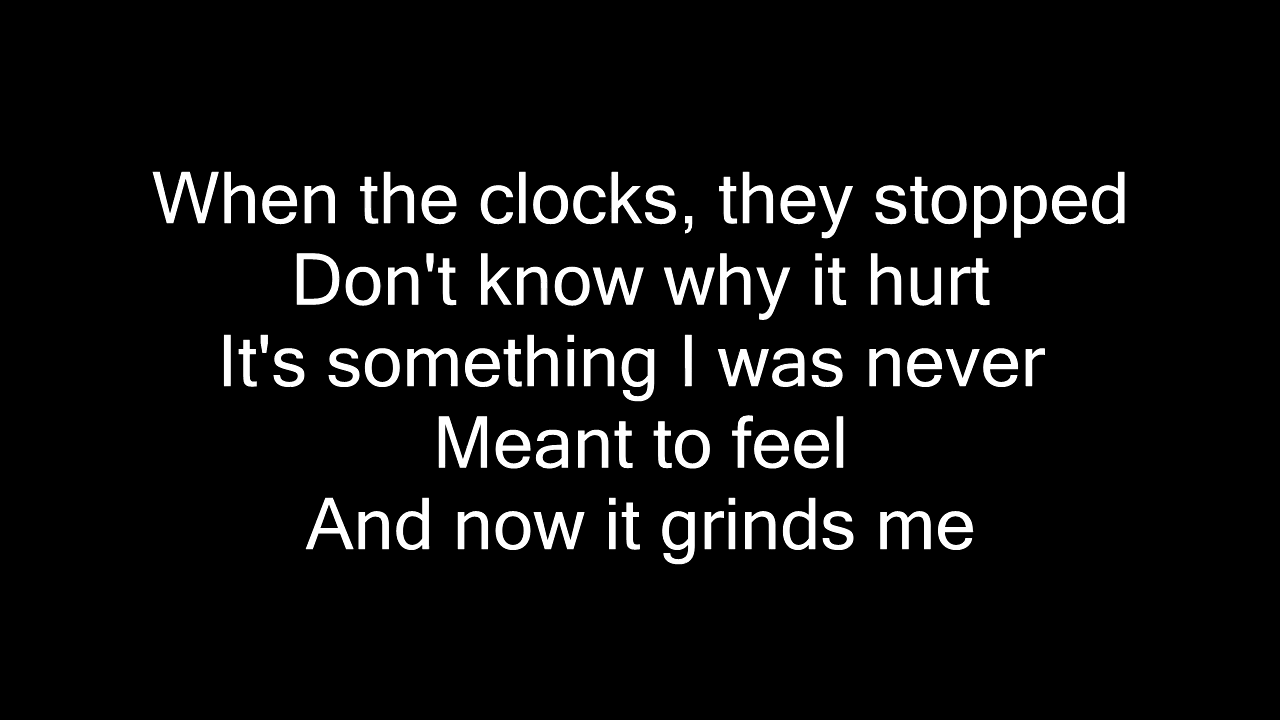 When the clocks, they stopped
Don't know why it hurt
It's something I was never
Meant to feel
And now it grinds me